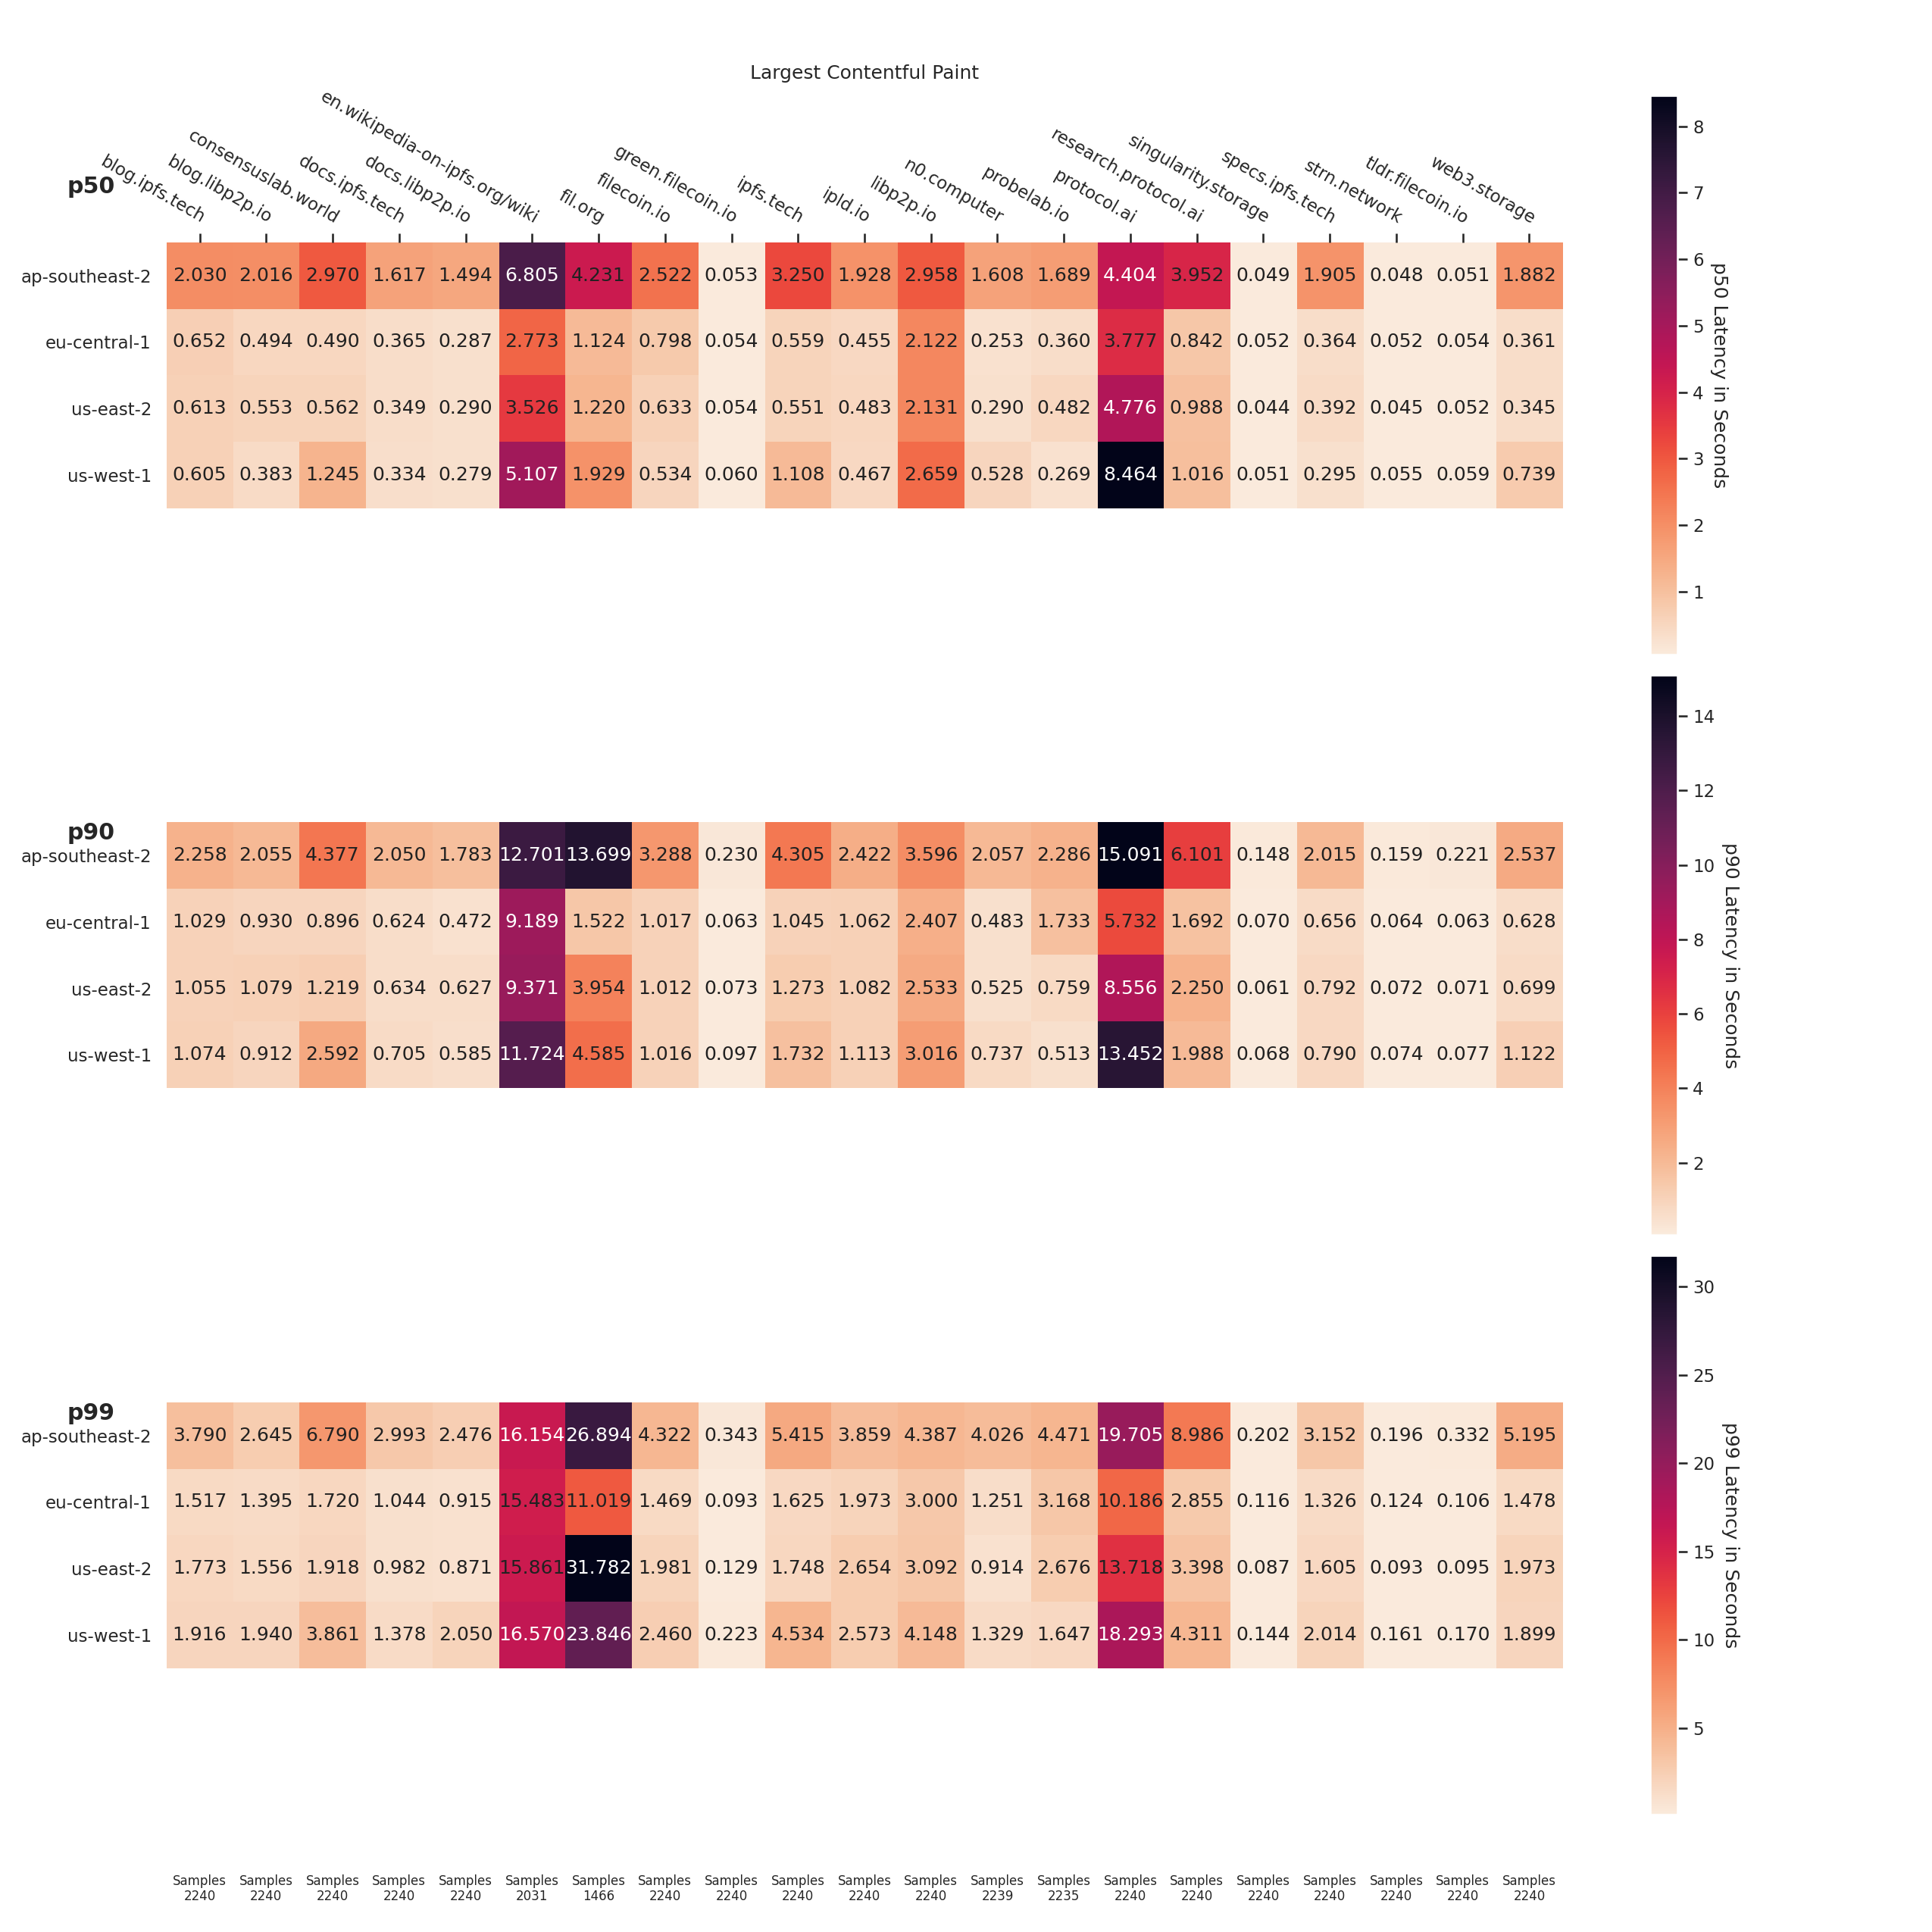 Largest Contentful Paint
p50
blog.ipfs.tech
blog.libp2p.io
consensuslab.world
docs.ipfs.tech
docs.libp2p.io
en.wikipedia-on-ipfs.org/wiki
fil.org
filecoin.io
green.filecoin.io
ipfs.tech
ipld.io
libp2p.io
n0.computer
probelab.io
protocol.ai
research.protocol.ai
singularity.storage
specs.ipfs.tech
strn.network
tldr.filecoin.io
web3.storage
ap-southeast-2 2.030 2.016 2.970 1.617 1.494 6.805 4.231 2.522 0.053 3.250 1.928 2.958 1.608 1.689 4.404 3.952 0.049 1.905 0.048 0.051 1.882
eu-central-1 0.652 0.494 0.490 0.365 0.287 2.773 1.124 0.798 0.054 0.559 0.455 2.122 0.253 0.360 3.777 0.842 0.052 0.364 0.052 0.054 0.361
us-east-2 0.613 0.553 0.562 0.349 0.290 3.526 1.220 0.633 0.054 0.551 0.483 2.131 0.290 0.482 4.776 0.988 0.044 0.392 0.045 0.052 0.345
us-west-1 0.605 0.383 1.245 0.334 0.279 5.107 1.929 0.534 0.060 1.108 0.467 2.659 0.528 0.269 8.464 1.016 0.051 0.295 0.055 0.059 0.739
8
7
6
5
4
3
2
1
p50 Latency in Seconds
p90
ap-southeast-2 2.258 2.055 4.377 2.050 1.783 12.701 13.699 3.288 0.230 4.305 2.422 3.596 2.057 2.286 15.091 6.101 0.148 2.015 0.159 0.221 2.537
eu-central-1 1.029 0.930 0.896 0.624 0.472 9.189 1.522 1.017 0.063 1.045 1.062 2.407 0.483 1.733 5.732 1.692 0.070 0.656 0.064 0.063 0.628
us-east-2 1.055 1.079 1.219 0.634 0.627 9.371 3.954 1.012 0.073 1.273 1.082 2.533 0.525 0.759 8.556 2.250 0.061 0.792 0.072 0.071 0.699
us-west-1 1.074 0.912 2.592 0.705 0.585 11.724 4.585 1.016 0.097 1.732 1.113 3.016 0.737 0.513 13.452 1.988 0.068 0.790 0.074 0.077 1.122
14
12
10
8
6
4
2
p90 Latency in Seconds
p99
ap-southeast-2 3.790 2.645 6.790 2.993 2.476 16.154 26.894 4.322 0.343 5.415 3.859 4.387 4.026 4.471 19.705 8.986 0.202 3.152 0.196 0.332 5.195
eu-central-1 1.517 1.395 1.720 1.044 0.915 15.483 11.019 1.469 0.093 1.625 1.973 3.000 1.251 3.168 10.186 2.855 0.116 1.326 0.124 0.106 1.478
us-east-2 1.773 1.556 1.918 0.982 0.871 15.861 31.782 1.981 0.129 1.748 2.654 3.092 0.914 2.676 13.718 3.398 0.087 1.605 0.093 0.095 1.973
us-west-1 1.916 1.940 3.861 1.378 2.050 16.570 23.846 2.460 0.223 4.534 2.573 4.148 1.329 1.647 18.293 4.311 0.144 2.014 0.161 0.170 1.899
30
25
20
15
10
5
p99 Latency in Seconds
Samples Samples Samples Samples Samples Samples Samples Samples Samples Samples Samples Samples Samples Samples Samples Samples Samples Samples Samples Samples Samples
2240 2240 2240 2240 2240 2031 1466 2240 2240 2240 2240 2240 2239 2235 2240 2240 2240 2240 2240 2240 2240